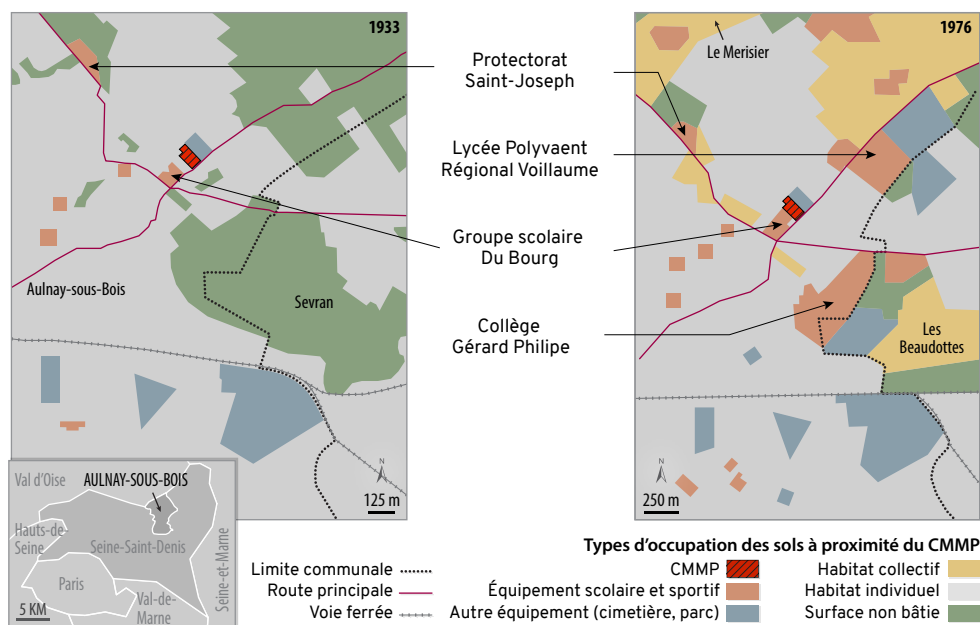 1933
Aulnay-sous-Bois
Sevran
N
125 m
Protectorat
Saint-Joseph
Lycée Polyvaent
Régional Voillaume
Groupe scolaire
Du Bourg
Collège
Gérard Philipe
1976
Le Merisier
Les
Beaudottes
N
250 m
Val d'Oise
AULNAY-SOUS-BOIS
Hauts-de-
Seine
Seine-Saint-Denis
Paris
Val-de-
Marne
Seine-et-Marne
5 KM
Limite communale
Route principale
Voie ferrée
Types d'occupation des sols à proximité du CMMP
CMMP
Équipement scolaire et sportif
Autre équipement (cimetière, parc)
Habitat collectif
Habitat individuel
Surface non bâtie